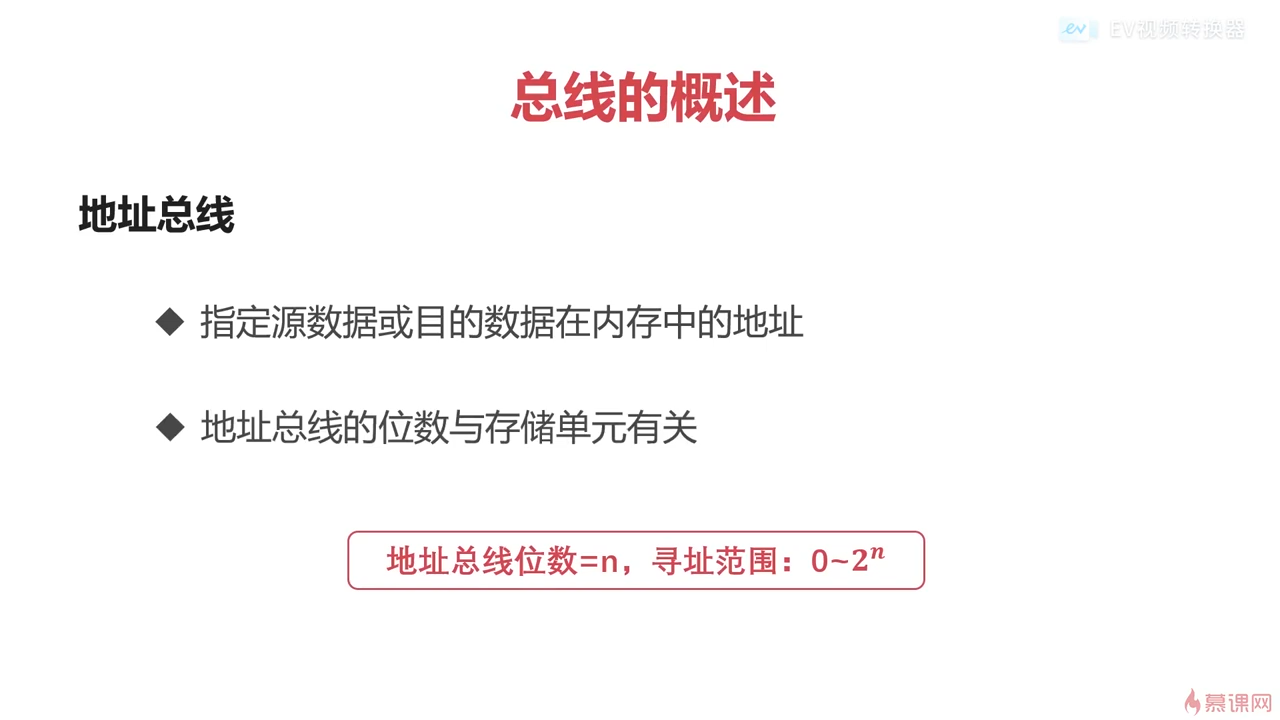 EV视频转换器
总线的概述
地址总线
◆ 指定源数据或目的数据在内存中的地址
◆ 地址总线的位数与存储单元有关
地址总线位数=n，寻址范围：0~2ⁿ
慕课网